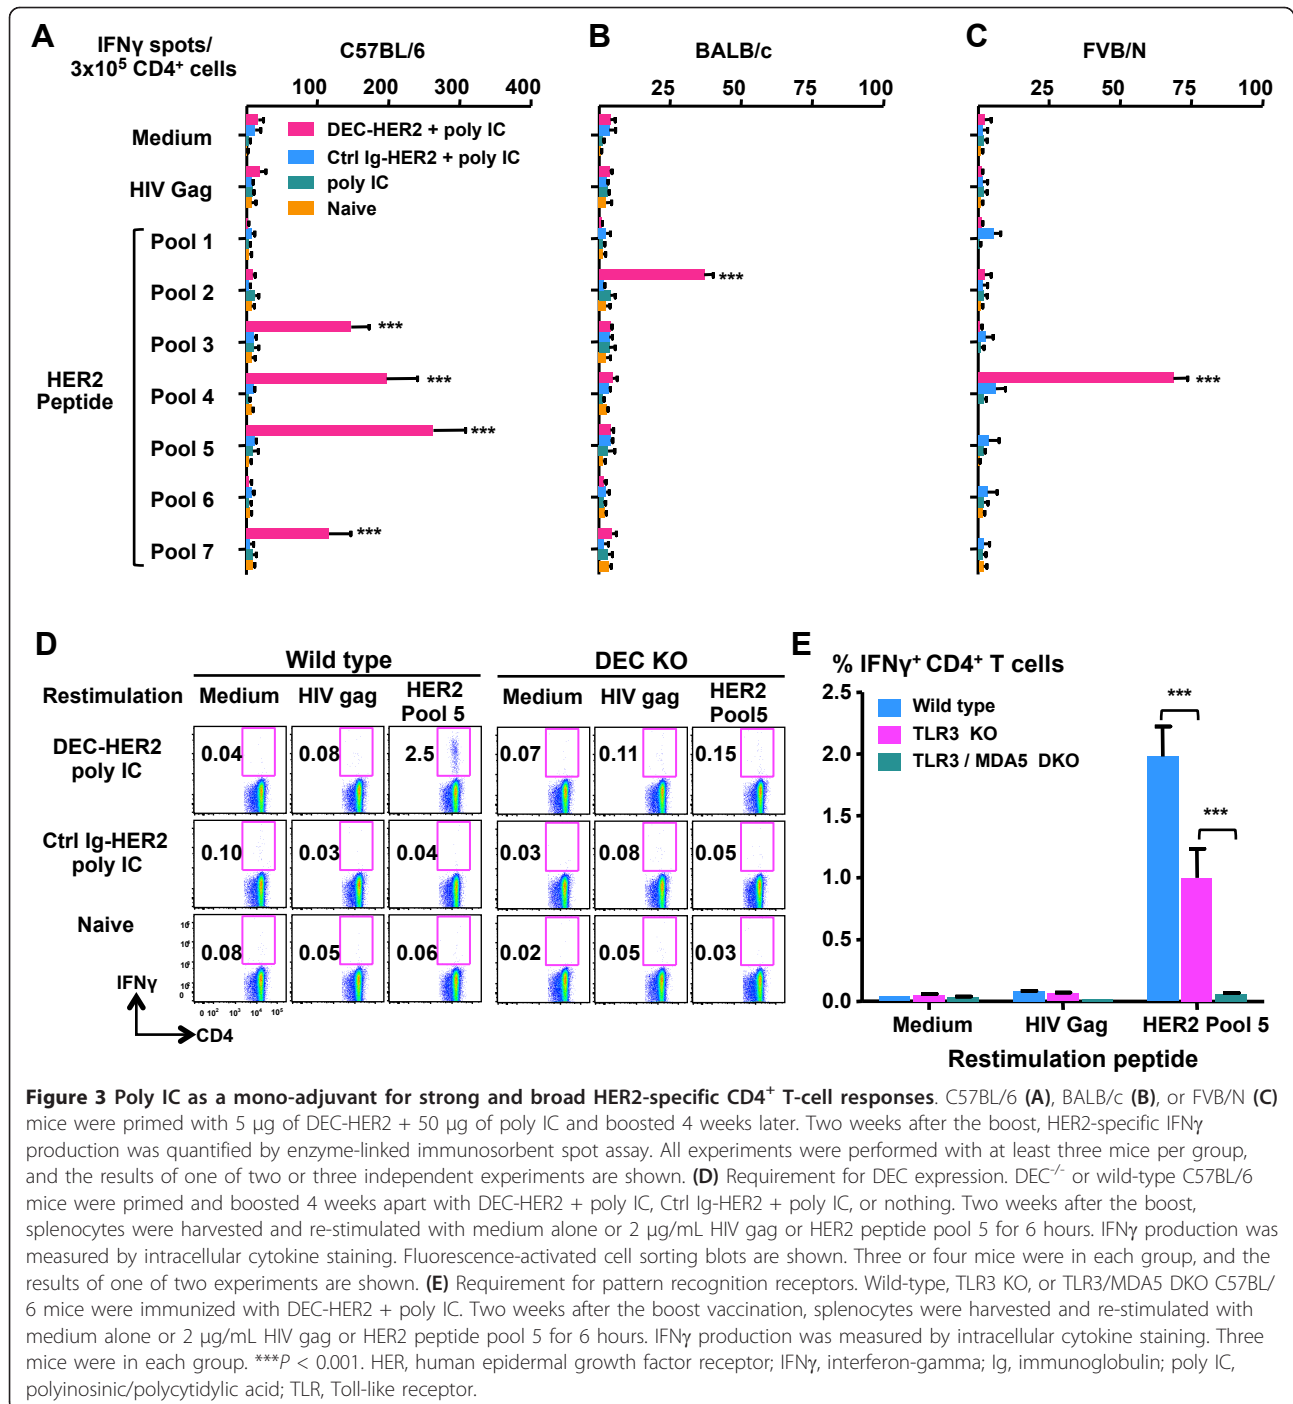 A
IFNγ spots/
3x10⁵ CD4⁺ cells
C57BL/6
100 200 300 400
B
BALB/c
25 50 75 100
C
FVB/N
25 50 75 100
DEC-HER2 + poly IC
Ctrl Ig-HER2 + poly IC
poly IC
Naive
Medium
HIV Gag
HER2
Peptide
Pool 1
Pool 2
***
Pool 3
***
Pool 4
*** ***
Pool 5
***
Pool 6
Pool 7
***
D
Wild type DEC KO
Restimulation Medium HIV gag HER2 Pool 5 Medium HIV gag HER2 Pool5
DEC-HER2
poly IC
0.04 0.08 2.5 0.07 0.11 0.15
Ctrl Ig-HER2
poly IC
0.10 0.03 0.04 0.03 0.08 0.05
Naive
0.08 0.05 0.06 0.02 0.05 0.03
IFNγ
CD4
0 10² 10³ 10⁴ 10⁵
E
% IFNγ⁺ CD4⁺ T cells
2.5
2.0
1.5
1.0
0.5
0.0
Wild type
TLR3 KO
TLR3 / MDA5 DKO
***
***
Medium HIV Gag HER2 Pool 5
Restimulation peptide
Figure 3 Poly IC as a mono-adjuvant for strong and broad HER2-specific CD4⁺ T-cell responses. C57BL/6 (A), BALB/c (B), or FVB/N (C)
mice were primed with 5 μg of DEC-HER2 + 50 μg of poly IC and boosted 4 weeks later. Two weeks after the boost, HER2-specific IFNγ
production was quantified by enzyme-linked immunosorbent spot assay. All experiments were performed with at least three mice per group,
and the results of one of two or three independent experiments are shown. (D) Requirement for DEC expression. DEC⁻/⁻ or wild-type C57BL/6
mice were primed and boosted 4 weeks apart with DEC-HER2 + poly IC, Ctrl Ig-HER2 + poly IC, or nothing. Two weeks after the boost,
splenocytes were harvested and re-stimulated with medium alone or 2 μg/mL HIV gag or HER2 peptide pool 5 for 6 hours. IFNγ production was
measured by intracellular cytokine staining. Fluorescence-activated cell sorting blots are shown. Three or four mice were in each group, and the
results of one of two experiments are shown. (E) Requirement for pattern recognition receptors. Wild-type, TLR3 KO, or TLR3/MDA5 DKO C57BL/
6 mice were immunized with DEC-HER2 + poly IC. Two weeks after the boost vaccination, splenocytes were harvested and re-stimulated with
medium alone or 2 μg/mL HIV gag or HER2 peptide pool 5 for 6 hours. IFNγ production was measured by intracellular cytokine staining. Three
mice were in each group. ***P < 0.001. HER, human epidermal growth factor receptor; IFNγ, interferon-gamma; Ig, immunoglobulin; poly IC,
polyinosinic/polycytidylic acid; TLR, Toll-like receptor.